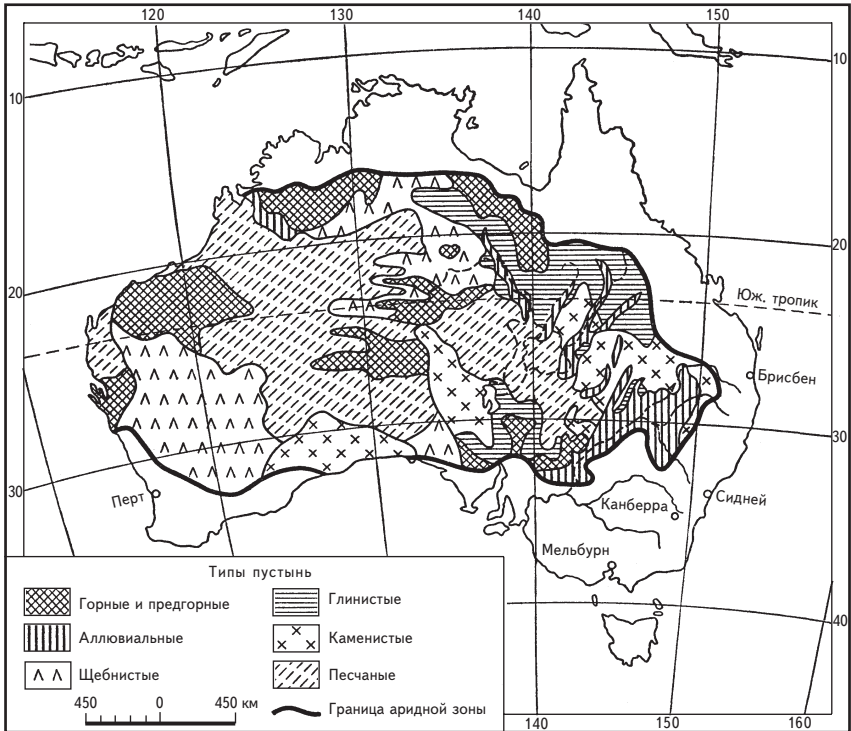 120 130 140 150
10 10
20
20
Юж. тропик
Брисбен
30
30
Перт
Сидней
Канберра
Мельбурн
40
Типы пустынь
Горные и предгорные
Глинистые
Аллювиальные
Каменистые
Щебнистые
Песчаные
450 0 450 км
Граница аридной зоны
140 150 160